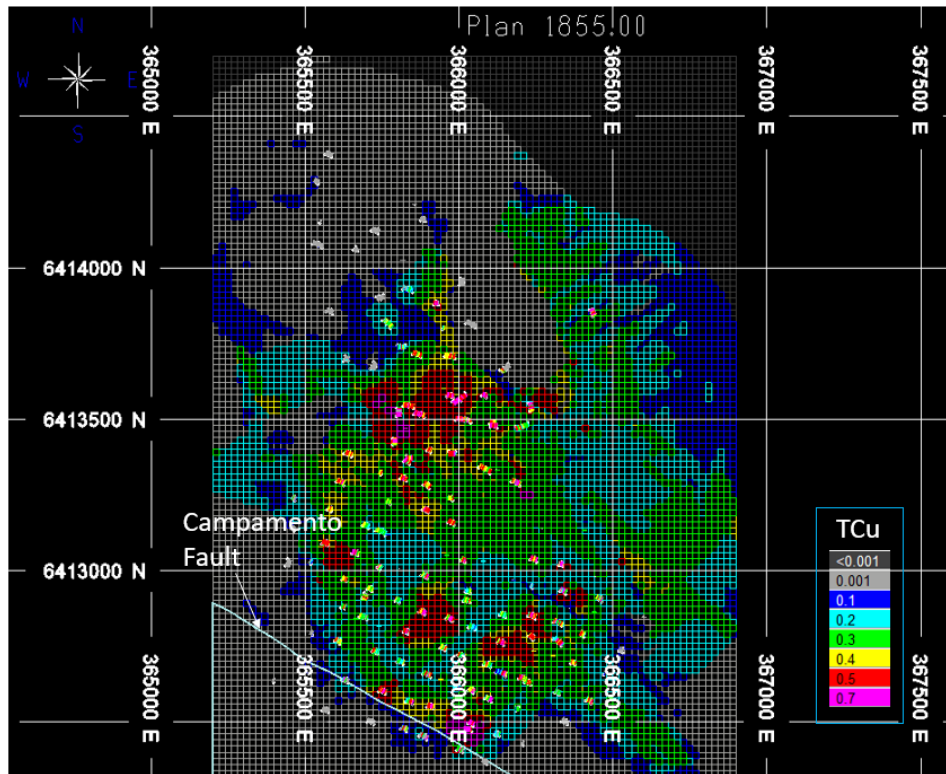 N
Plan 1855.00
W
E
S
365000 E
365500 E
366000 E
366500 E
367000 E
367500 E
6414000 N
6413500 N
Campamento
Fault
6413000 N
TCu
<0.001
0.001
0.1
0.2
0.3
0.4
0.5
0.7
365000 E
365500 E
366000 E
366500 E
367000 E
367500 E